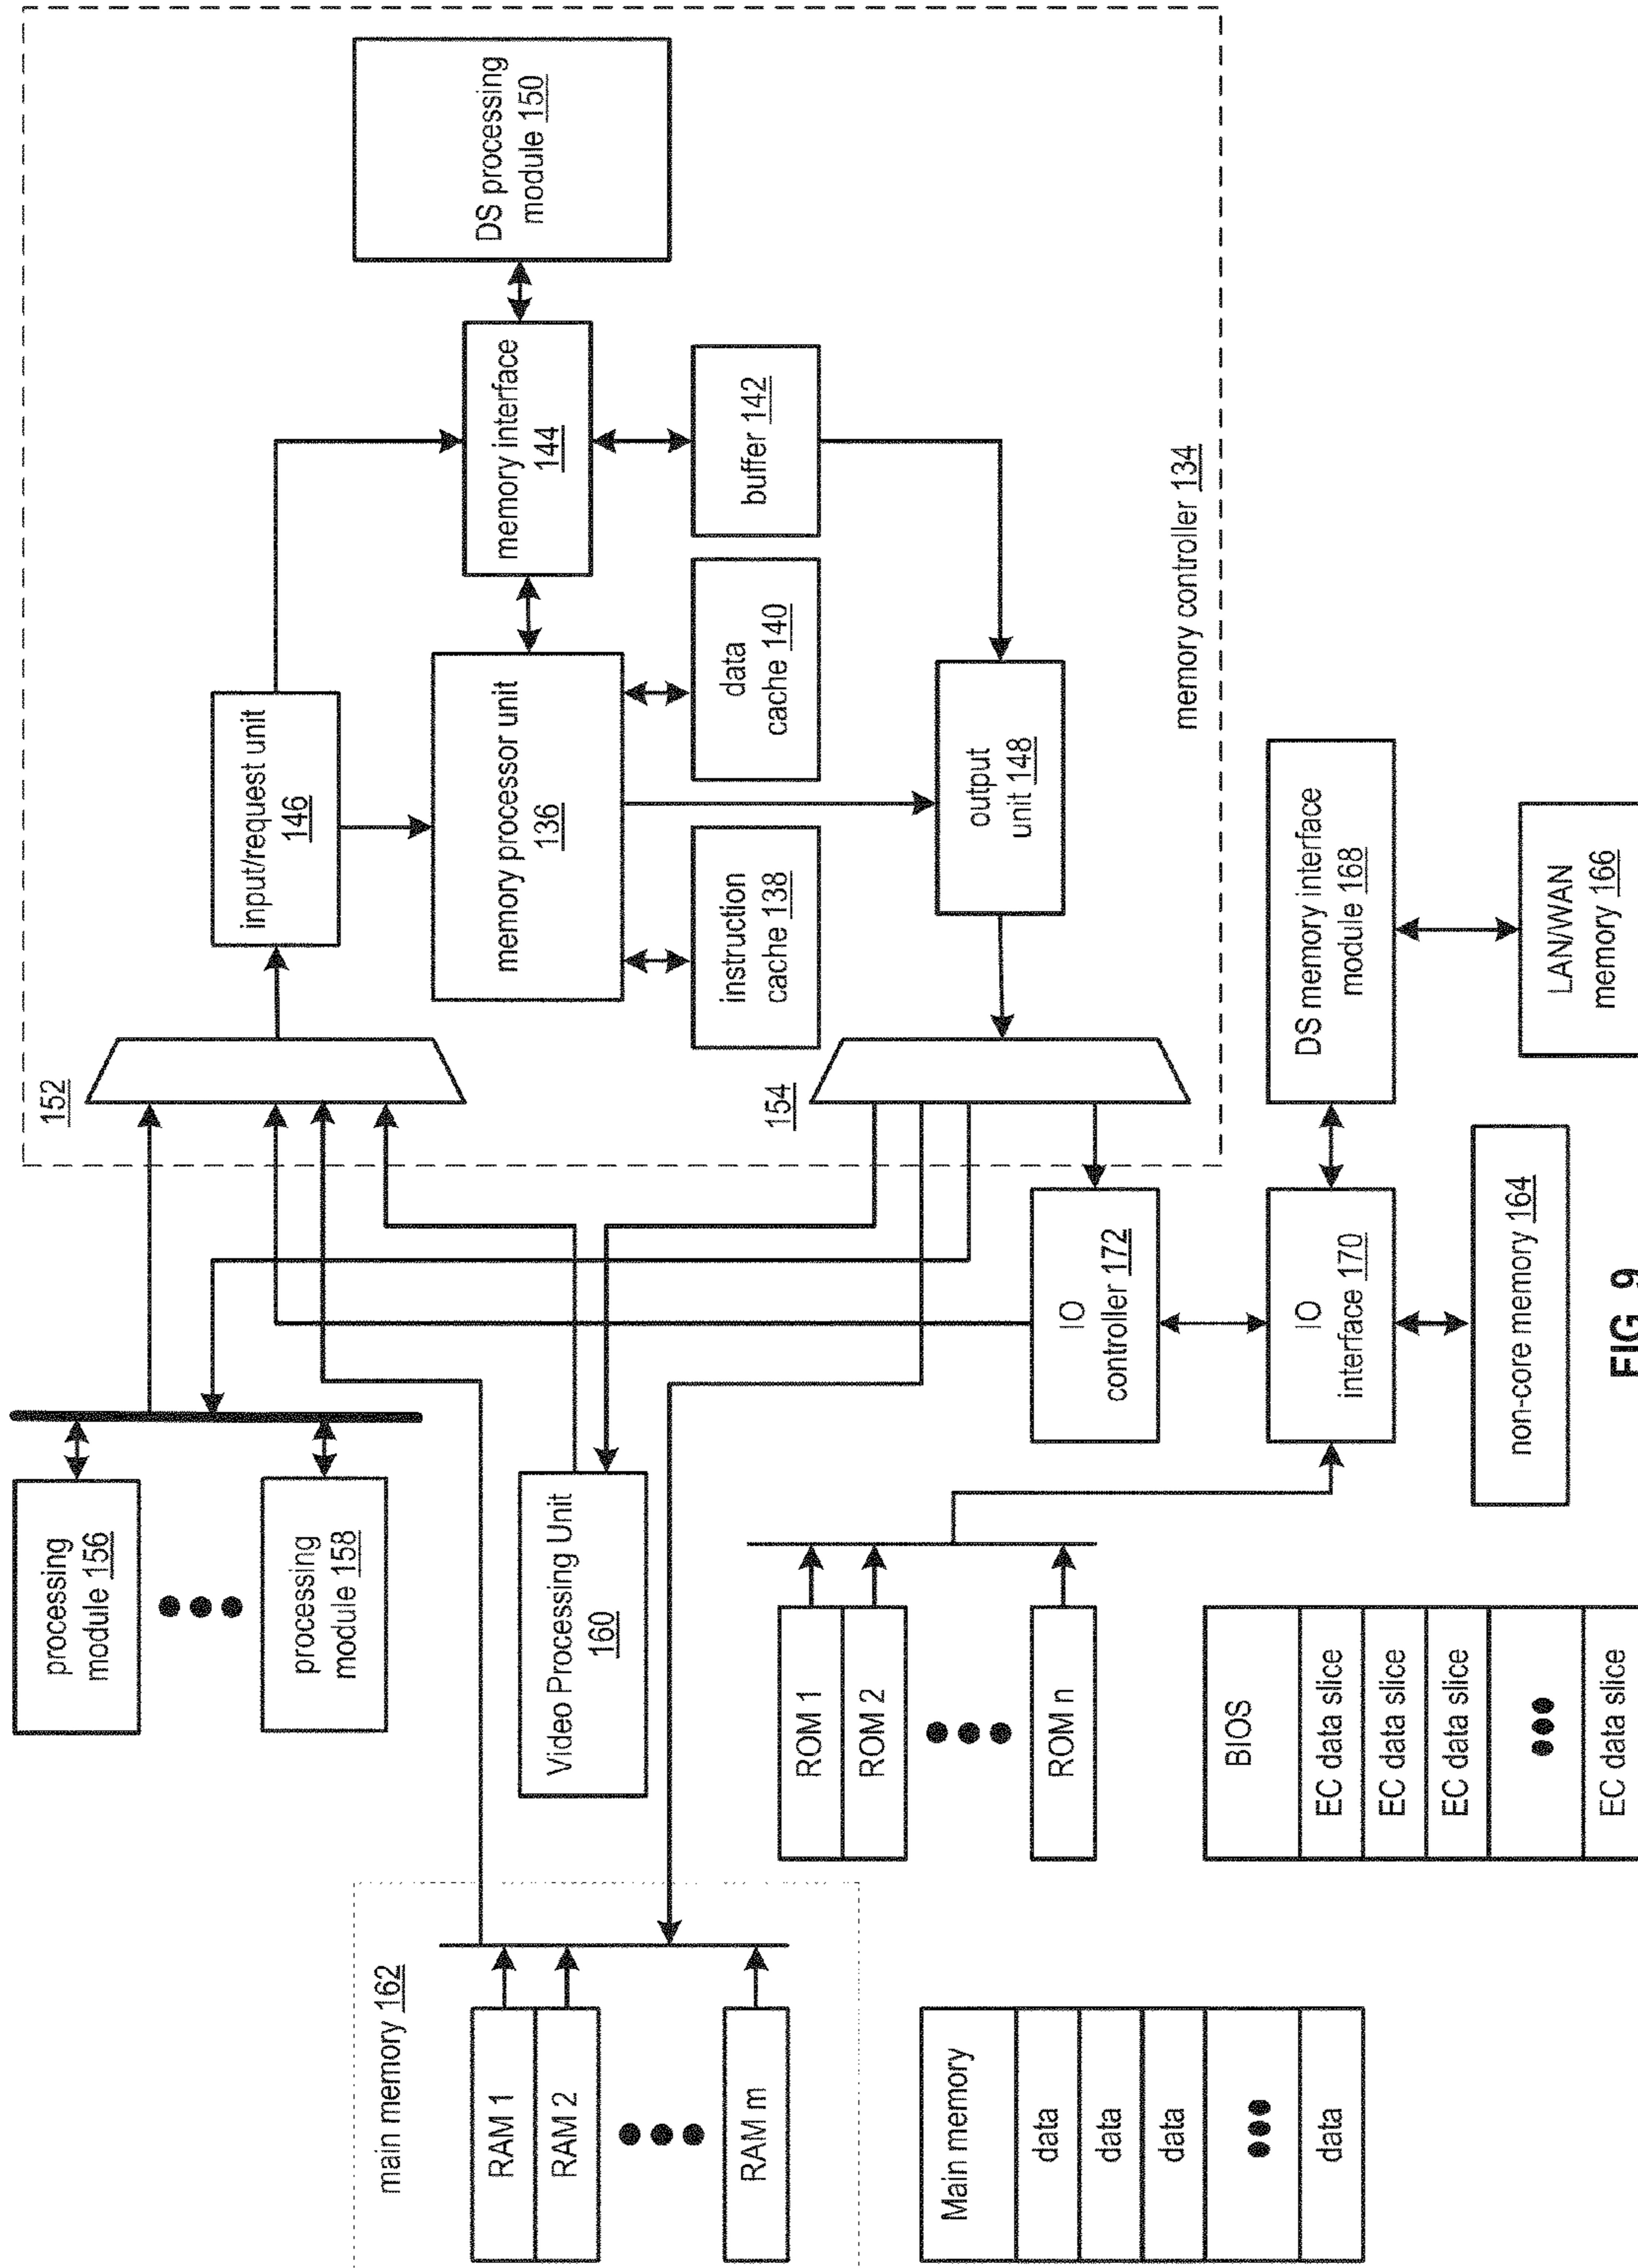 processing
module 156
processing
module 158
152
input/request unit
146
memory interface
144
DS processing
module 150
memory processor unit
136
buffer 142
instruction
cache 138
data
cache 140
154
output
unit 148
memory controller 134
main memory 162
RAM 1
RAM 2
RAM m
Video Processing Unit
160
ROM 1
ROM 2
ROM n
IO
controller 172
IO
interface 170
DS memory interface
module 168
non-core memory 164
LAN/WAN
memory 166
Main memory
data
data
data
data
BIOS
EC data slice
EC data slice
EC data slice
EC data slice
FIG. 9